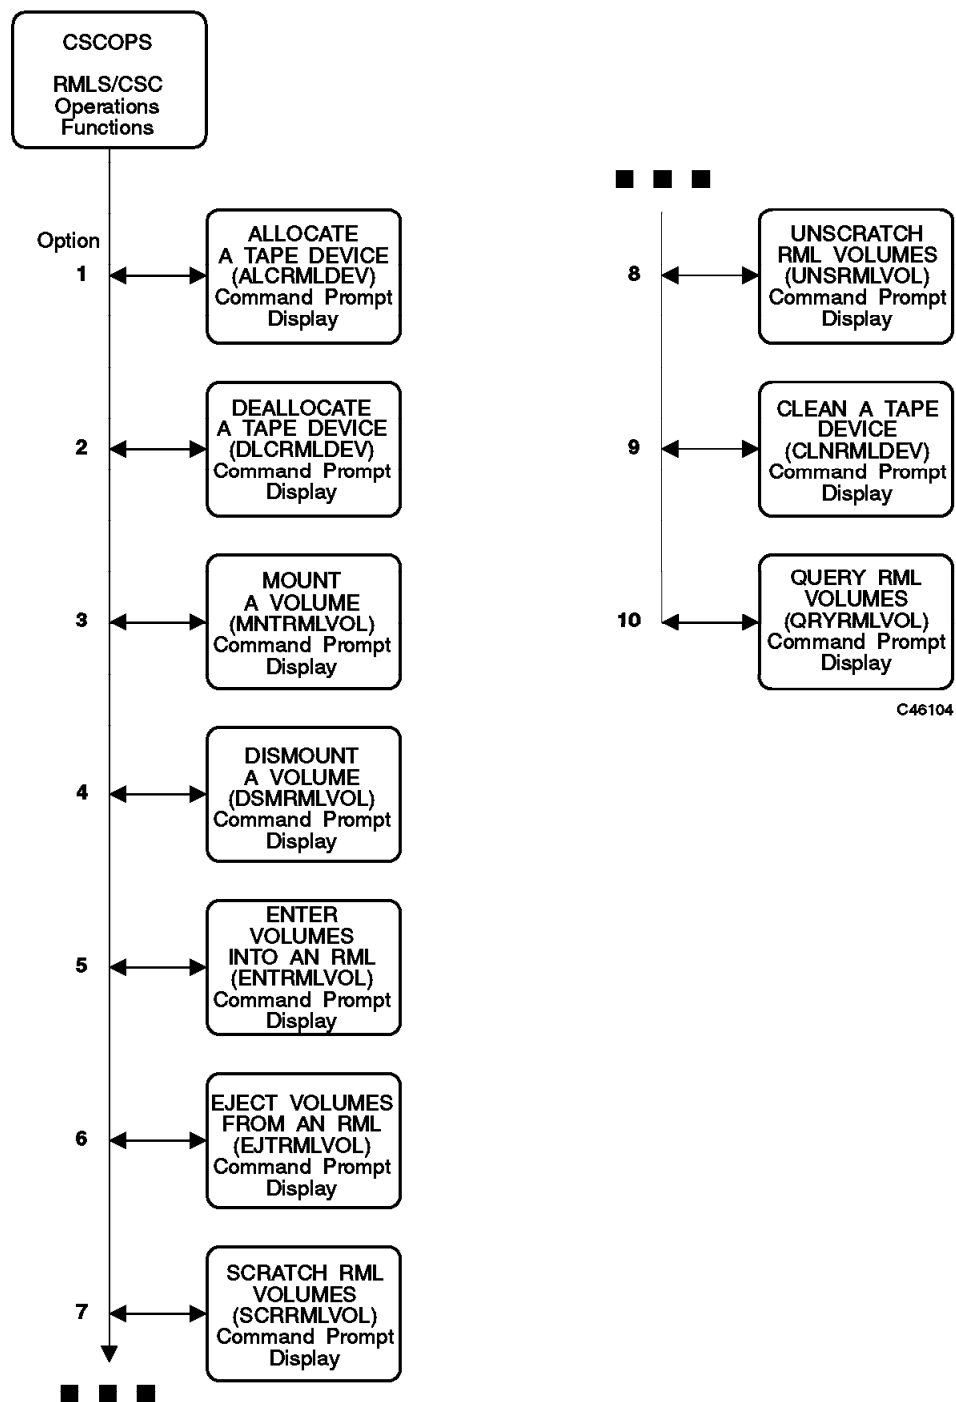 CSCOPS
RMLS/CSC
Operations
Functions
Option
1
ALLOCATE
A TAPE DEVICE
(ALCRMLDEV)
Command Prompt
Display
2
DEALLOCATE
A TAPE DEVICE
(DLCRMLDEV)
Command Prompt
Display
3
MOUNT
A VOLUME
(MNTRMLVOL)
Command Prompt
Display
4
DISMOUNT
A VOLUME
(DSMRMLVOL)
Command Prompt
Display
5
ENTER
VOLUMES
INTO AN RML
(ENTRMLVOL)
Command Prompt
Display
6
EJECT VOLUMES
FROM AN RML
(EJTRMLVOL)
Command Prompt
Display
7
SCRATCH RML
VOLUMES
(SCRRMLVOL)
Command Prompt
Display
8
UNSCRATCH
RML VOLUMES
(UNSRMLVOL)
Command Prompt
Display
9
CLEAN A TAPE
DEVICE
(CLNRMLDEV)
Command Prompt
Display
10
QUERY RML
VOLUMES
(QRYRMLVOL)
Command Prompt
Display
C46104